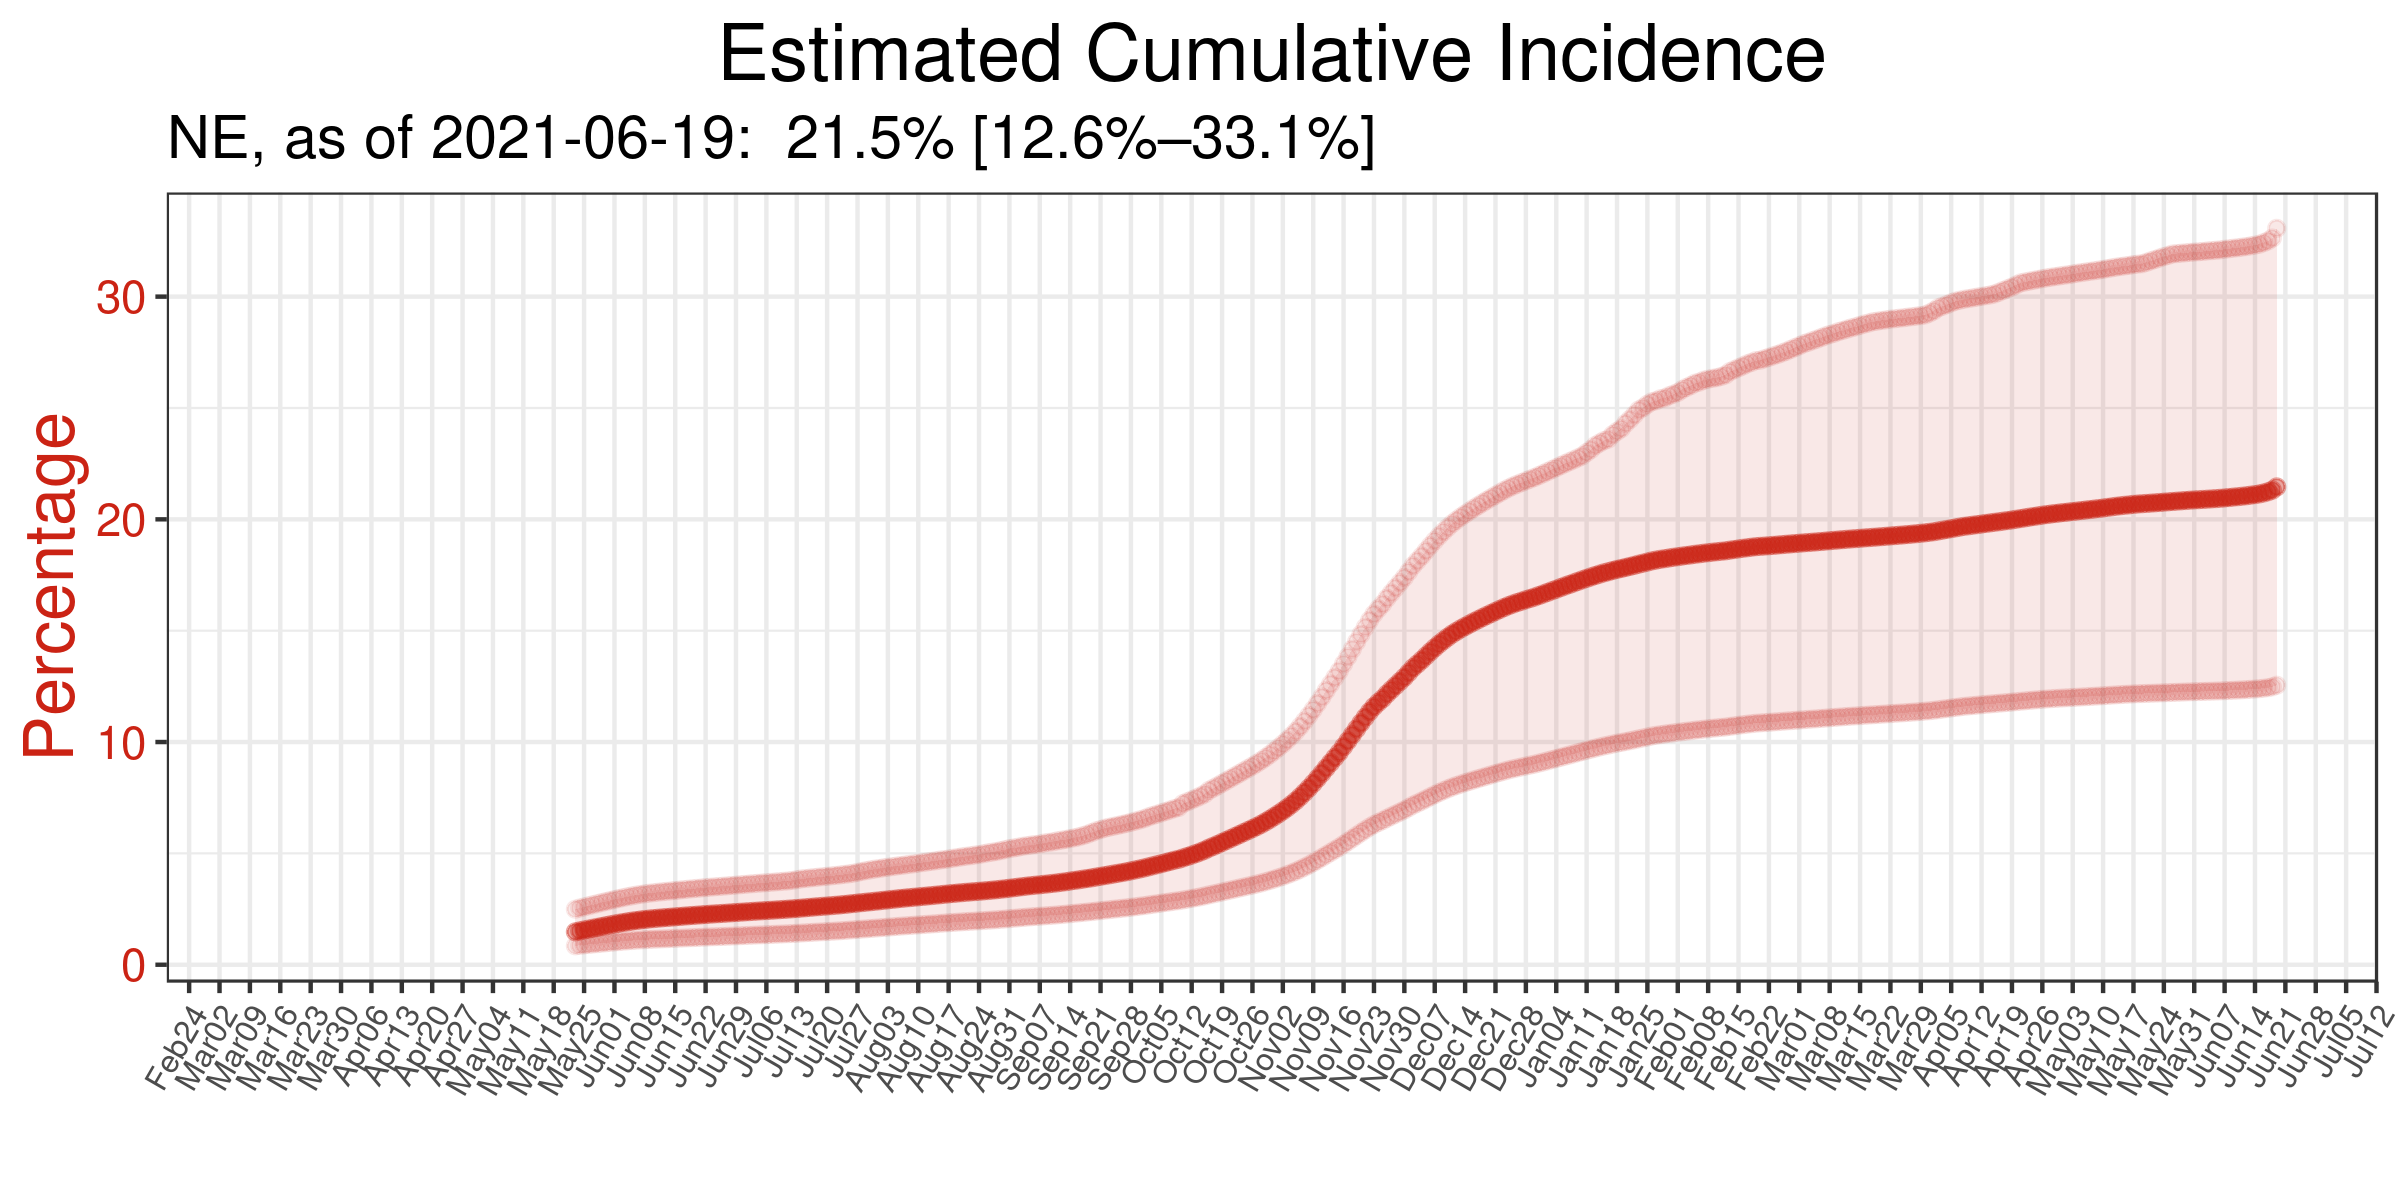 Estimated Cumulative Incidence
NE, as of 2021-06-19: 21.5% [12.6%–33.1%]
Percentage
30
20
10
0
Feb24
Mar02
Mar09
Mar16
Mar23
Mar30
Apr06
Apr13
Apr20
Apr27
May04
May11
May18
May25
Jun01
Jun08
Jun15
Jun22
Jun29
Jul06
Jul13
Jul20
Jul27
Aug03
Aug10
Aug17
Aug24
Aug31
Sep07
Sep14
Sep21
Sep28
Oct05
Oct12
Oct19
Oct26
Nov02
Nov09
Nov16
Nov23
Nov30
Dec07
Dec14
Dec21
Dec28
Jan04
Jan11
Jan18
Jan25
Feb01
Feb08
Feb15
Feb22
Mar01
Mar08
Mar15
Mar22
Mar29
Apr05
Apr12
Apr19
Apr26
May03
May10
May17
May24
May31
Jun07
Jun14
Jun21
Jun28
Jul05
Jul12